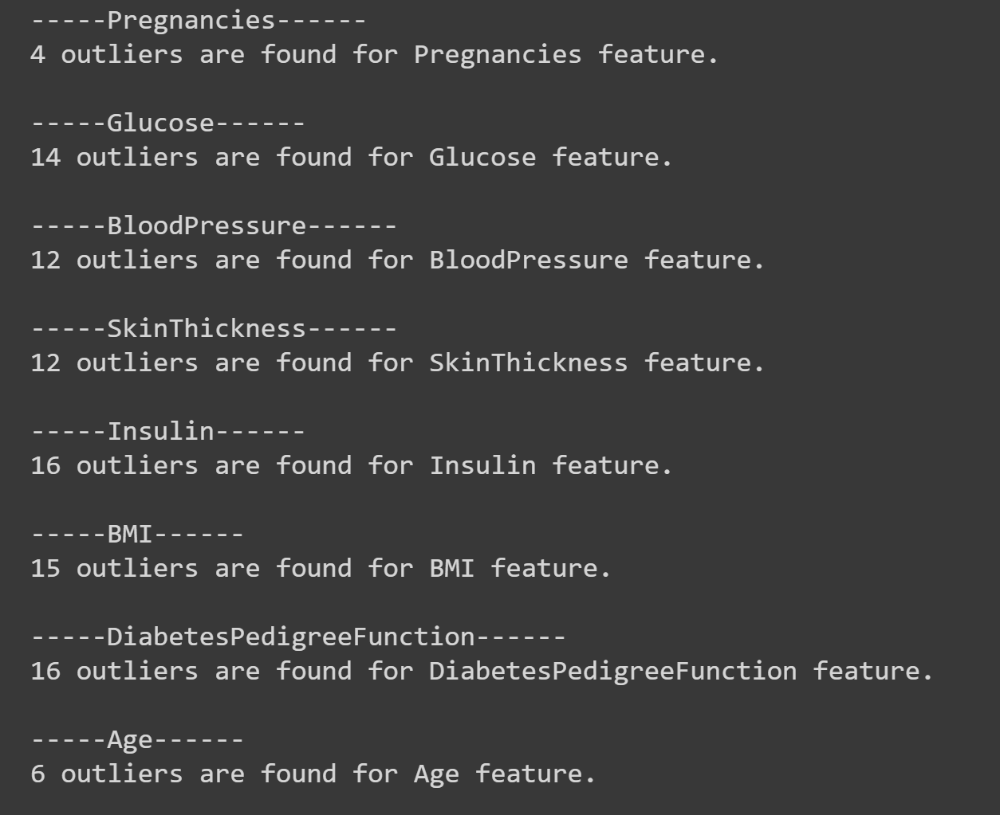 -----Pregnancies------
4 outliers are found for Pregnancies feature.
-----Glucose------
14 outliers are found for Glucose feature.
-----BloodPressure------
12 outliers are found for BloodPressure feature.
-----SkinThickness------
12 outliers are found for SkinThickness feature.
-----Insulin------
16 outliers are found for Insulin feature.
-----BMI------
15 outliers are found for BMI feature.
-----DiabetesPedigreeFunction------
16 outliers are found for DiabetesPedigreeFunction feature.
-----Age------
6 outliers are found for Age feature.